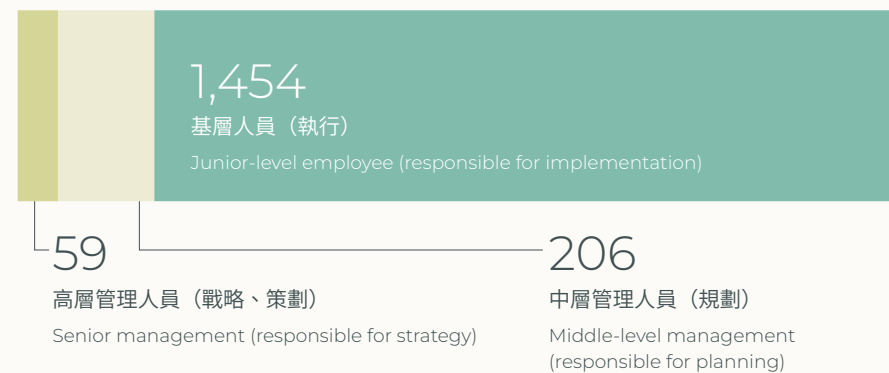 1,454
基層人員（執行）
Junior-level employee (responsible for implementation)
59
高層管理人員（戰略、策劃）
Senior management (responsible for strategy)
206
中層管理人員（規劃）
Middle-level management
(responsible for planning)